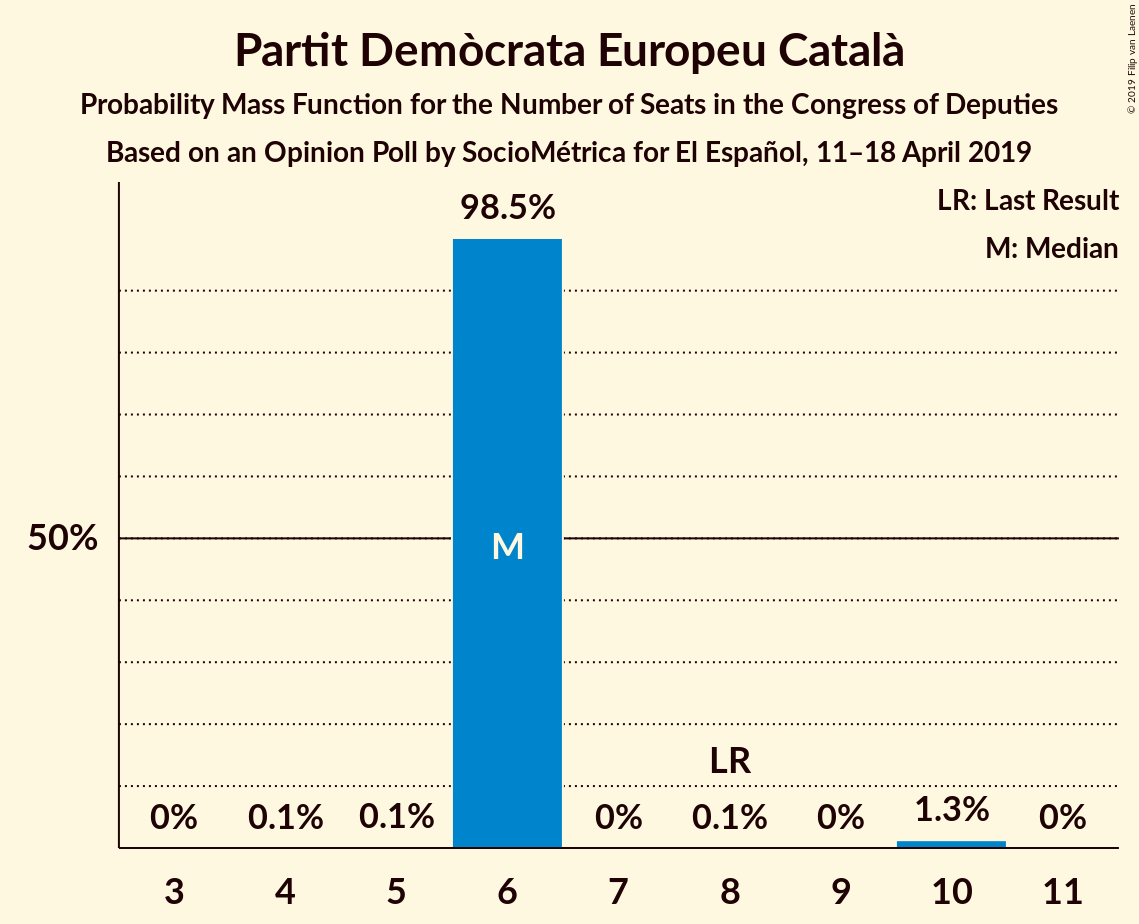 Partit Demòcrata Europeu Català
Probability Mass Function for the Number of Seats in the Congress of Deputies
Based on an Opinion Poll by SocioMétrica for El Español, 11–18 April 2019
© 2019 Filip van Laenen
LR: Last Result
M: Median
98.5%
50%
M
LR
0%
0.1%
0.1%
0%
0.1%
0%
1.3%
0%
3 4 5 6 7 8 9 10 11